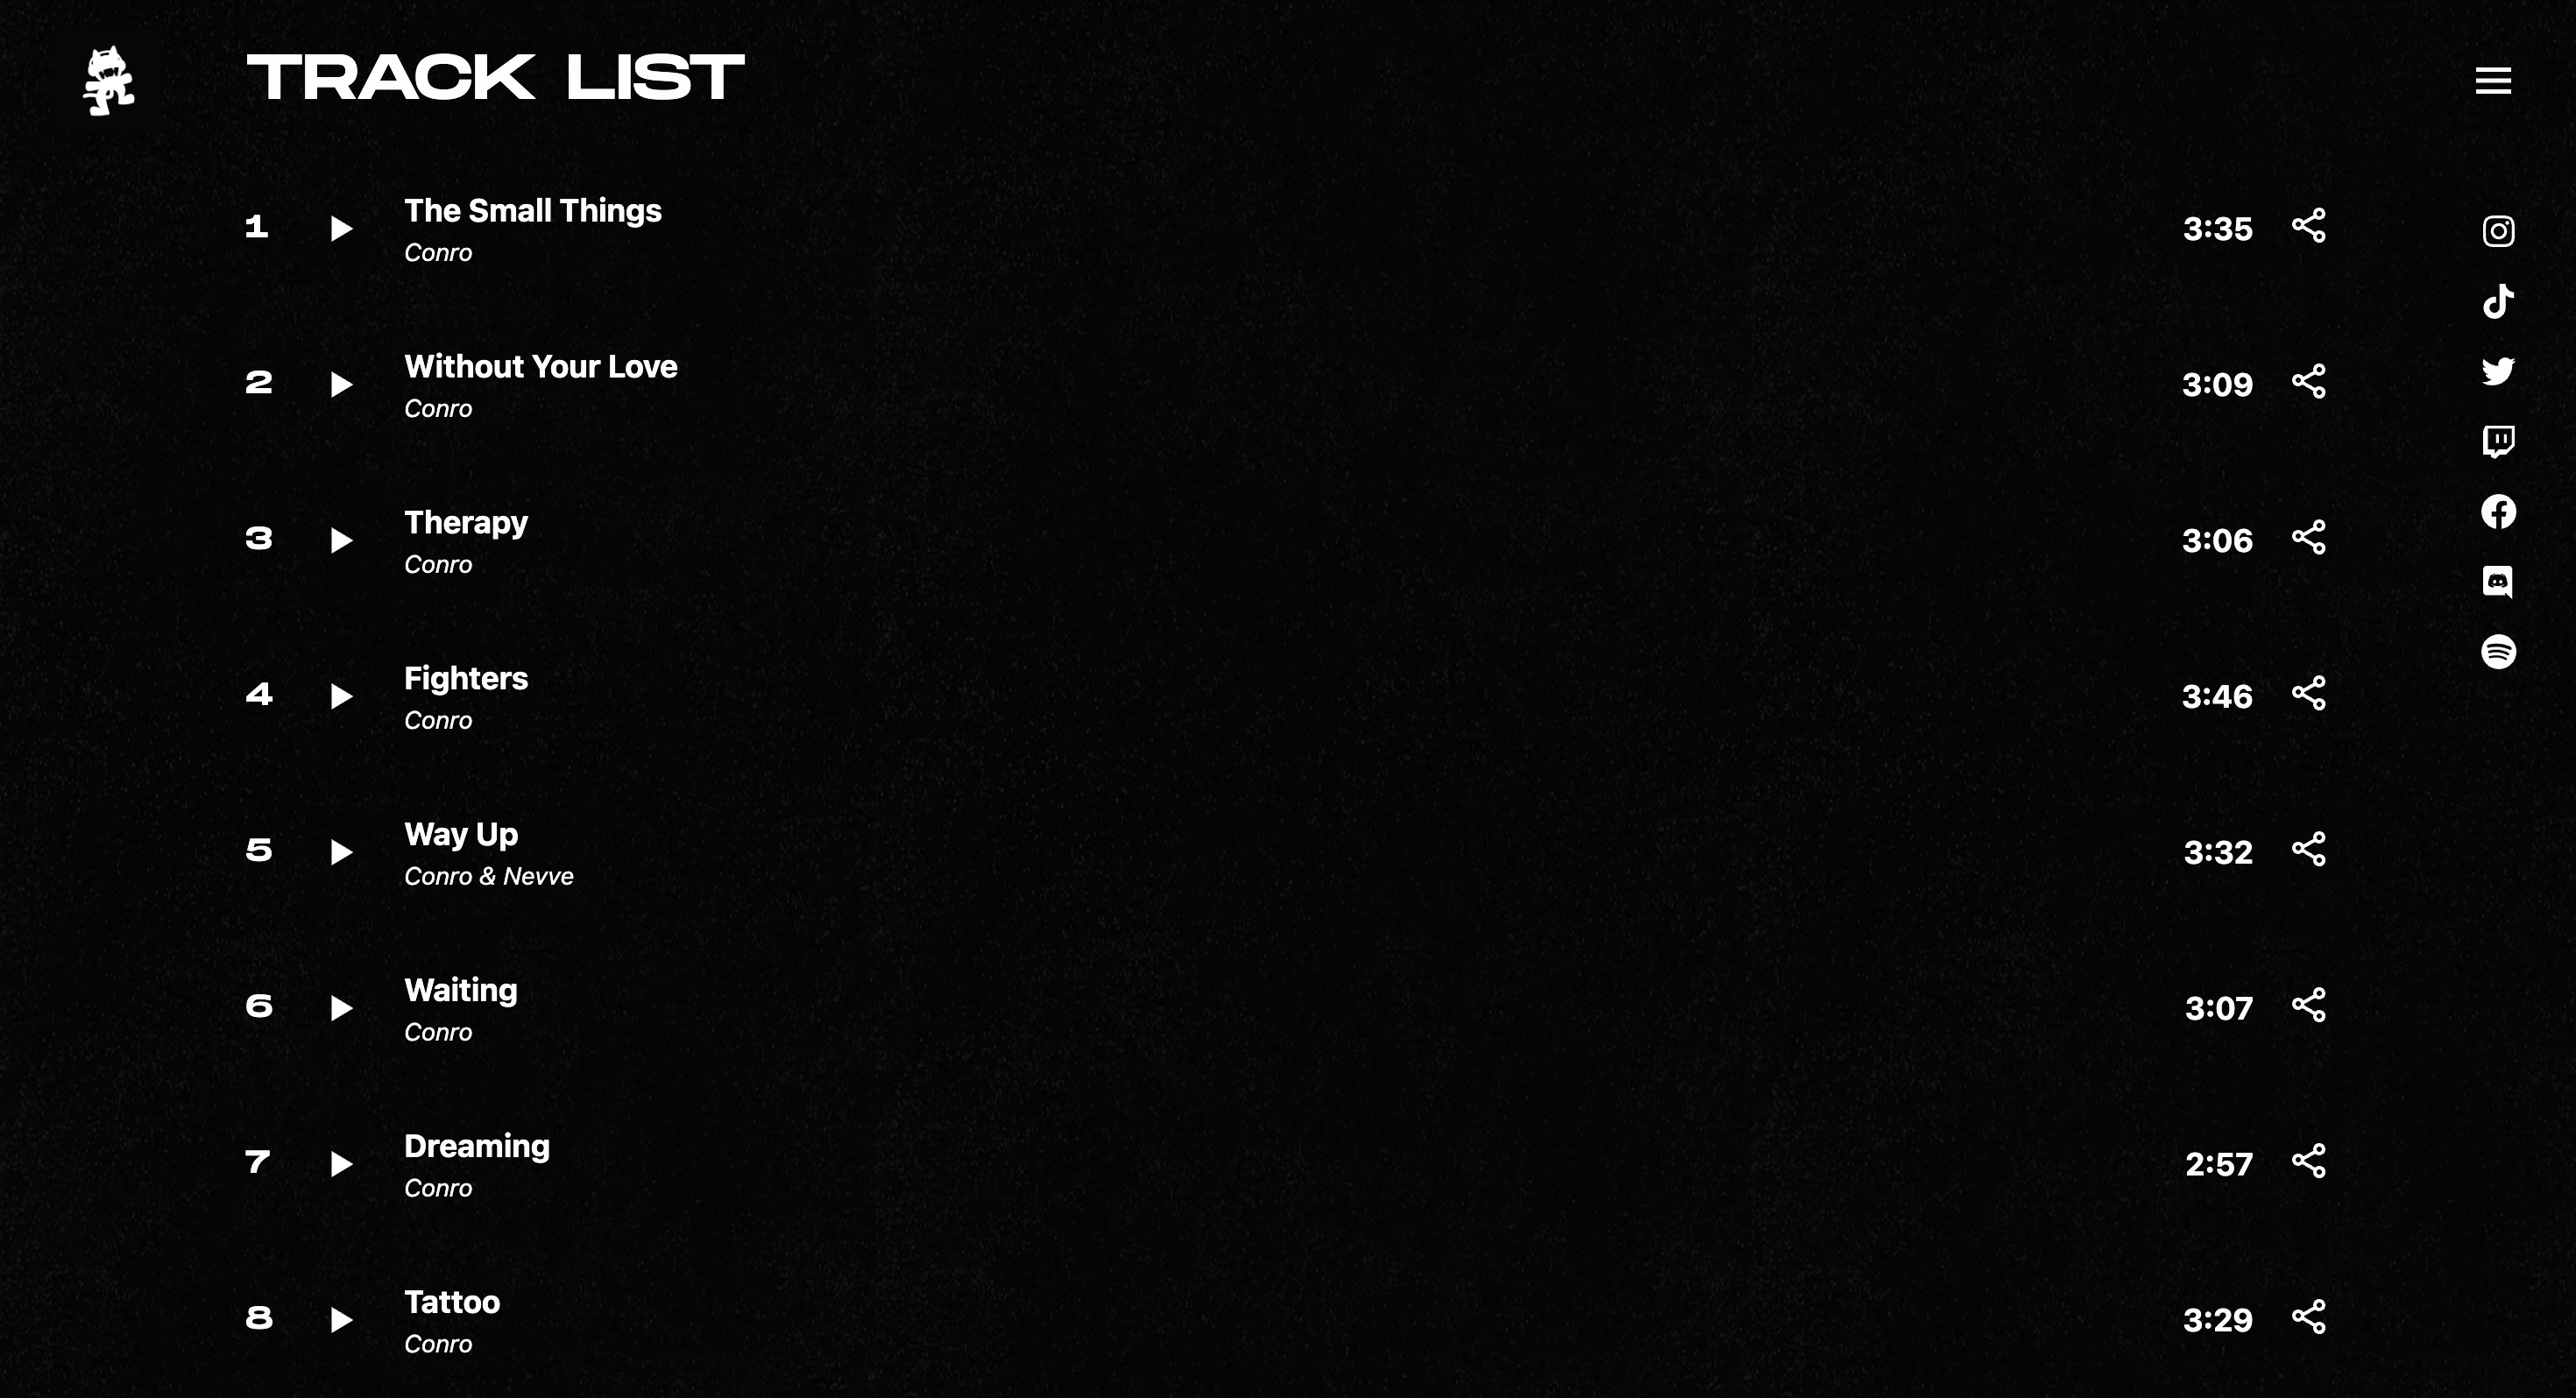 TRACK LIST
1
The Small Things
Conro
3:35
2
Without Your Love
Conro
3:09
3
Therapy
Conro
3:06
4
Fighters
Conro
3:46
5
Way Up
Conro & Nevve
3:32
6
Waiting
Conro
3:07
7
Dreaming
Conro
2:57
8
Tattoo
Conro
3:29